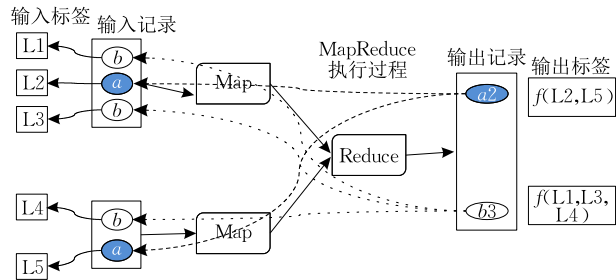 输入标签
输入记录
L1
b
L2
a
L3
b
Map
MapReduce
执行过程
输出记录
输出标签
a2
f(L2,L5)
Reduce
L4
b
L5
a
Map
b3
f(L1,L3,
L4)